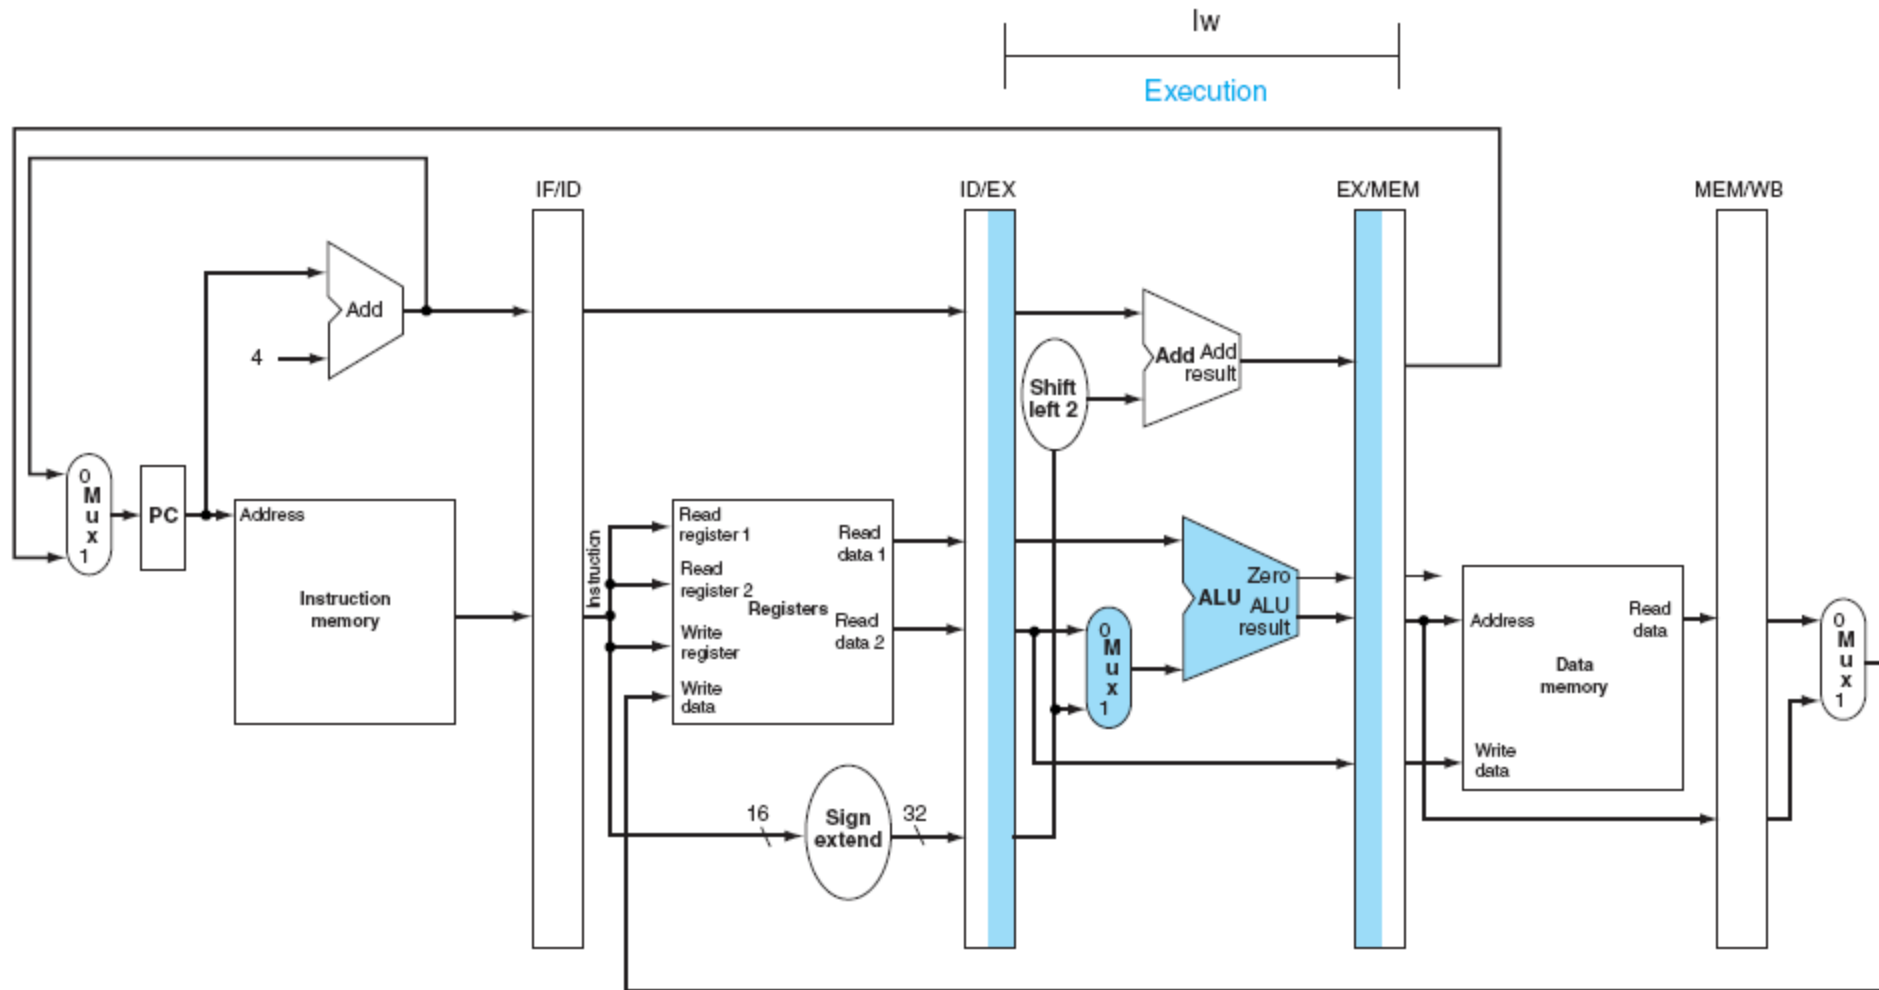 lw
Execution
IF/ID
ID/EX
EX/MEM
MEM/WB
Add
4
Shift
left 2
Add Add
result
0
M
u
x
1
PC
Address
Instruction
memory
Instruction
Read
register 1
Read
register 2
Registers
Write
register
Write
data
Read
data 1
Read
data 2
16
Sign
extend
32
0
M
u
x
1
Zero
ALU
ALU
result
Address
Read
data
Data
memory
Write
data
0
M
u
x
1